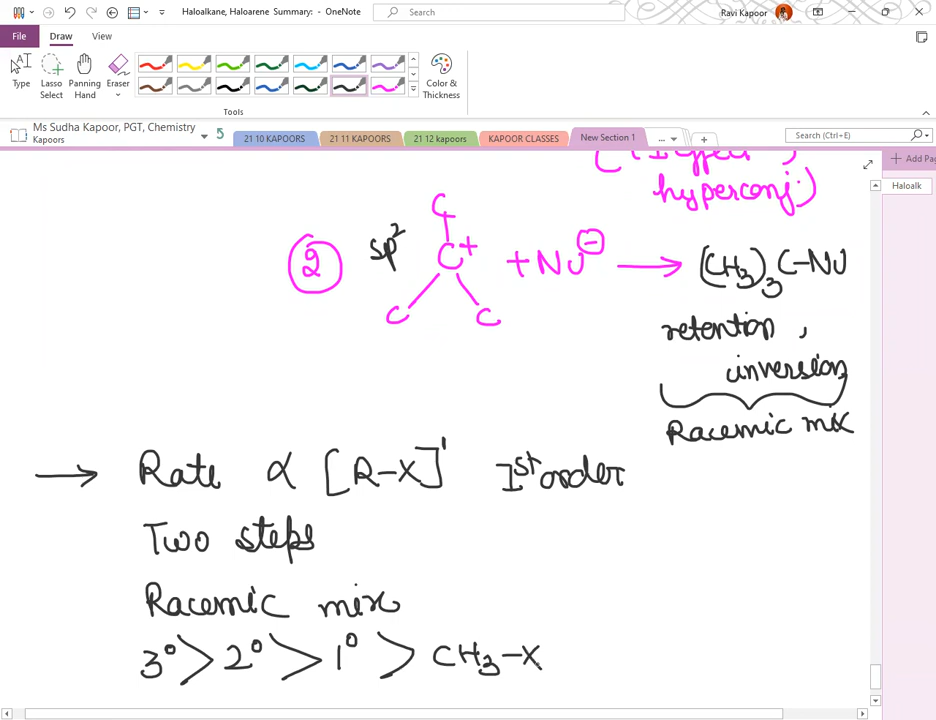 Haloalkane, Haloarene Summary: - OneNote
Search
Ravi Kapoor
File
Draw
View
Type
Lasso Select
Panning Hand
Eraser
Color & Thickness
Tools
Ms Sudha Kapoor, PGT, Chemistry
Kapoors
21 10 KAPOORS
21 11 KAPOORS
21 12 kapoors
KAPOOR CLASSES
New Section 1
...
Search (Ctrl+E)
Add Pag
Haloalk
hyperconj.)
2
sp²
C
C+
C
C
+ Nu⊖ → (CH₃)₃C-Nu
retention,
inversion
Racemic mix
→ Rate ∝ [R-X]¹ Ist order
Two steps
Racemic mix
3° > 2° > 1° > CH₃-X